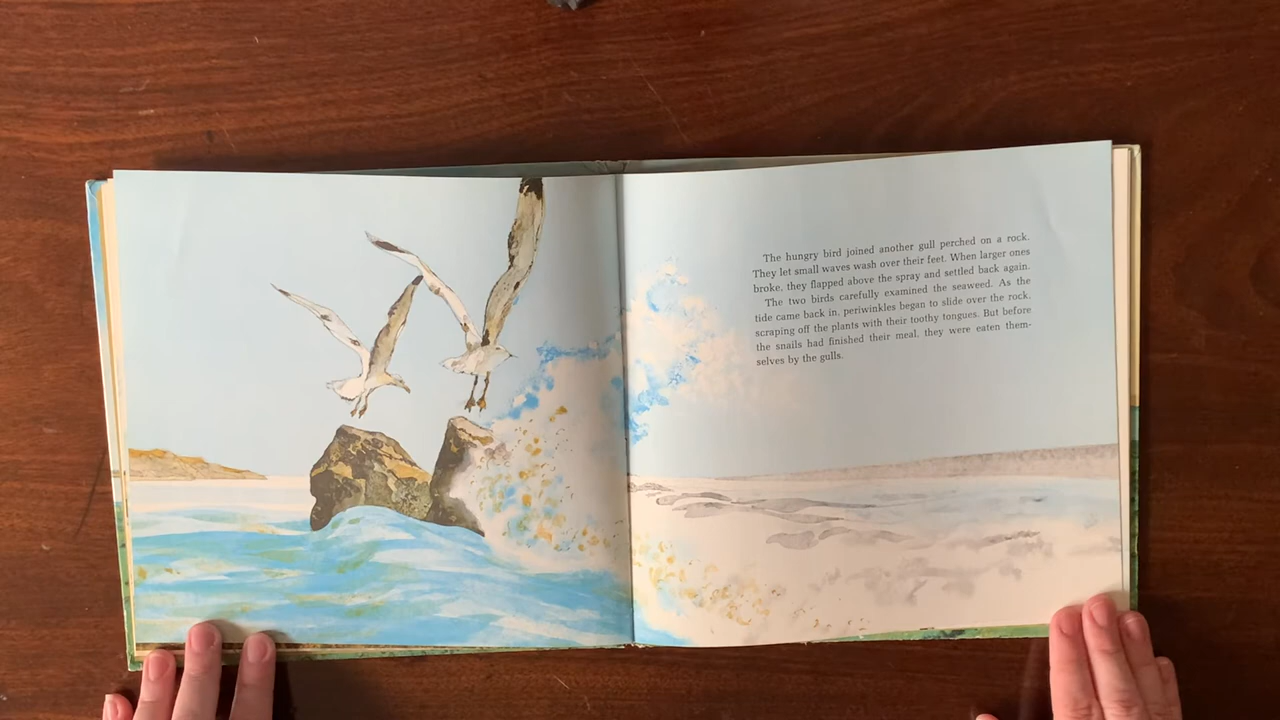 The hungry bird joined another gull perched on a rock.
They let small waves wash over their feet. When larger ones
broke, they flapped above the spray and settled back again.
The two birds carefully examined the seaweed. As the
tide came back in, periwinkles began to slide over the rock,
scraping off the plants with their toothy tongues. But before
the snails had finished their meal, they were eaten them-
selves by the gulls.